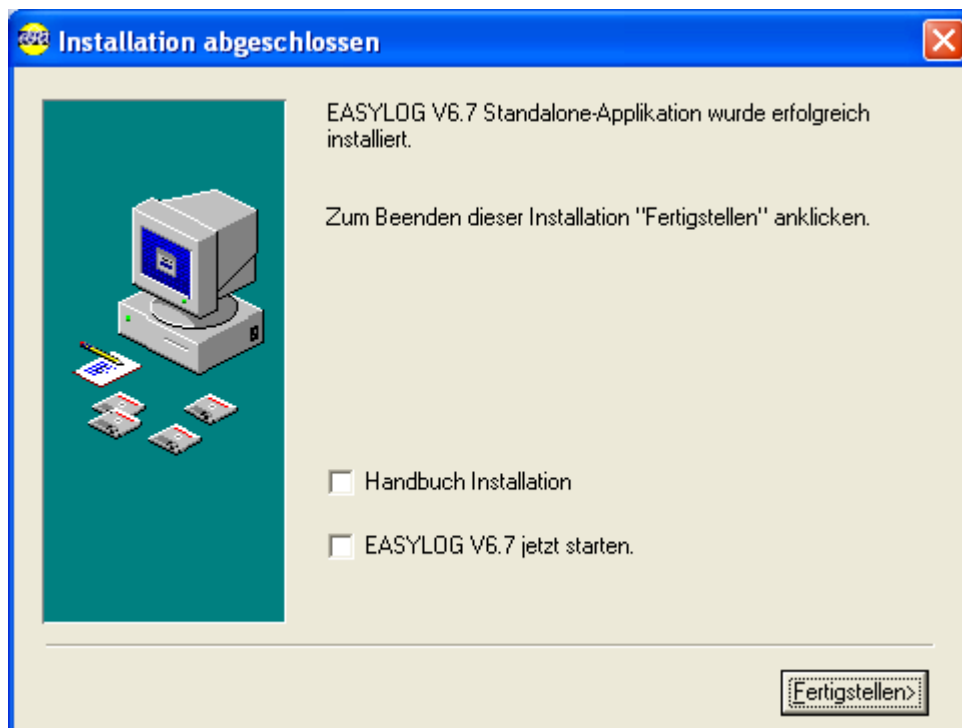 Installation abgeschlossen
EASYLOG V6.7 Standalone-Applikation wurde erfolgreich
installiert.
Zum Beenden dieser Installation "Fertigstellen" anklicken.
Handbuch Installation
EASYLOG V6.7 jetzt starten.
Fertigstellen>